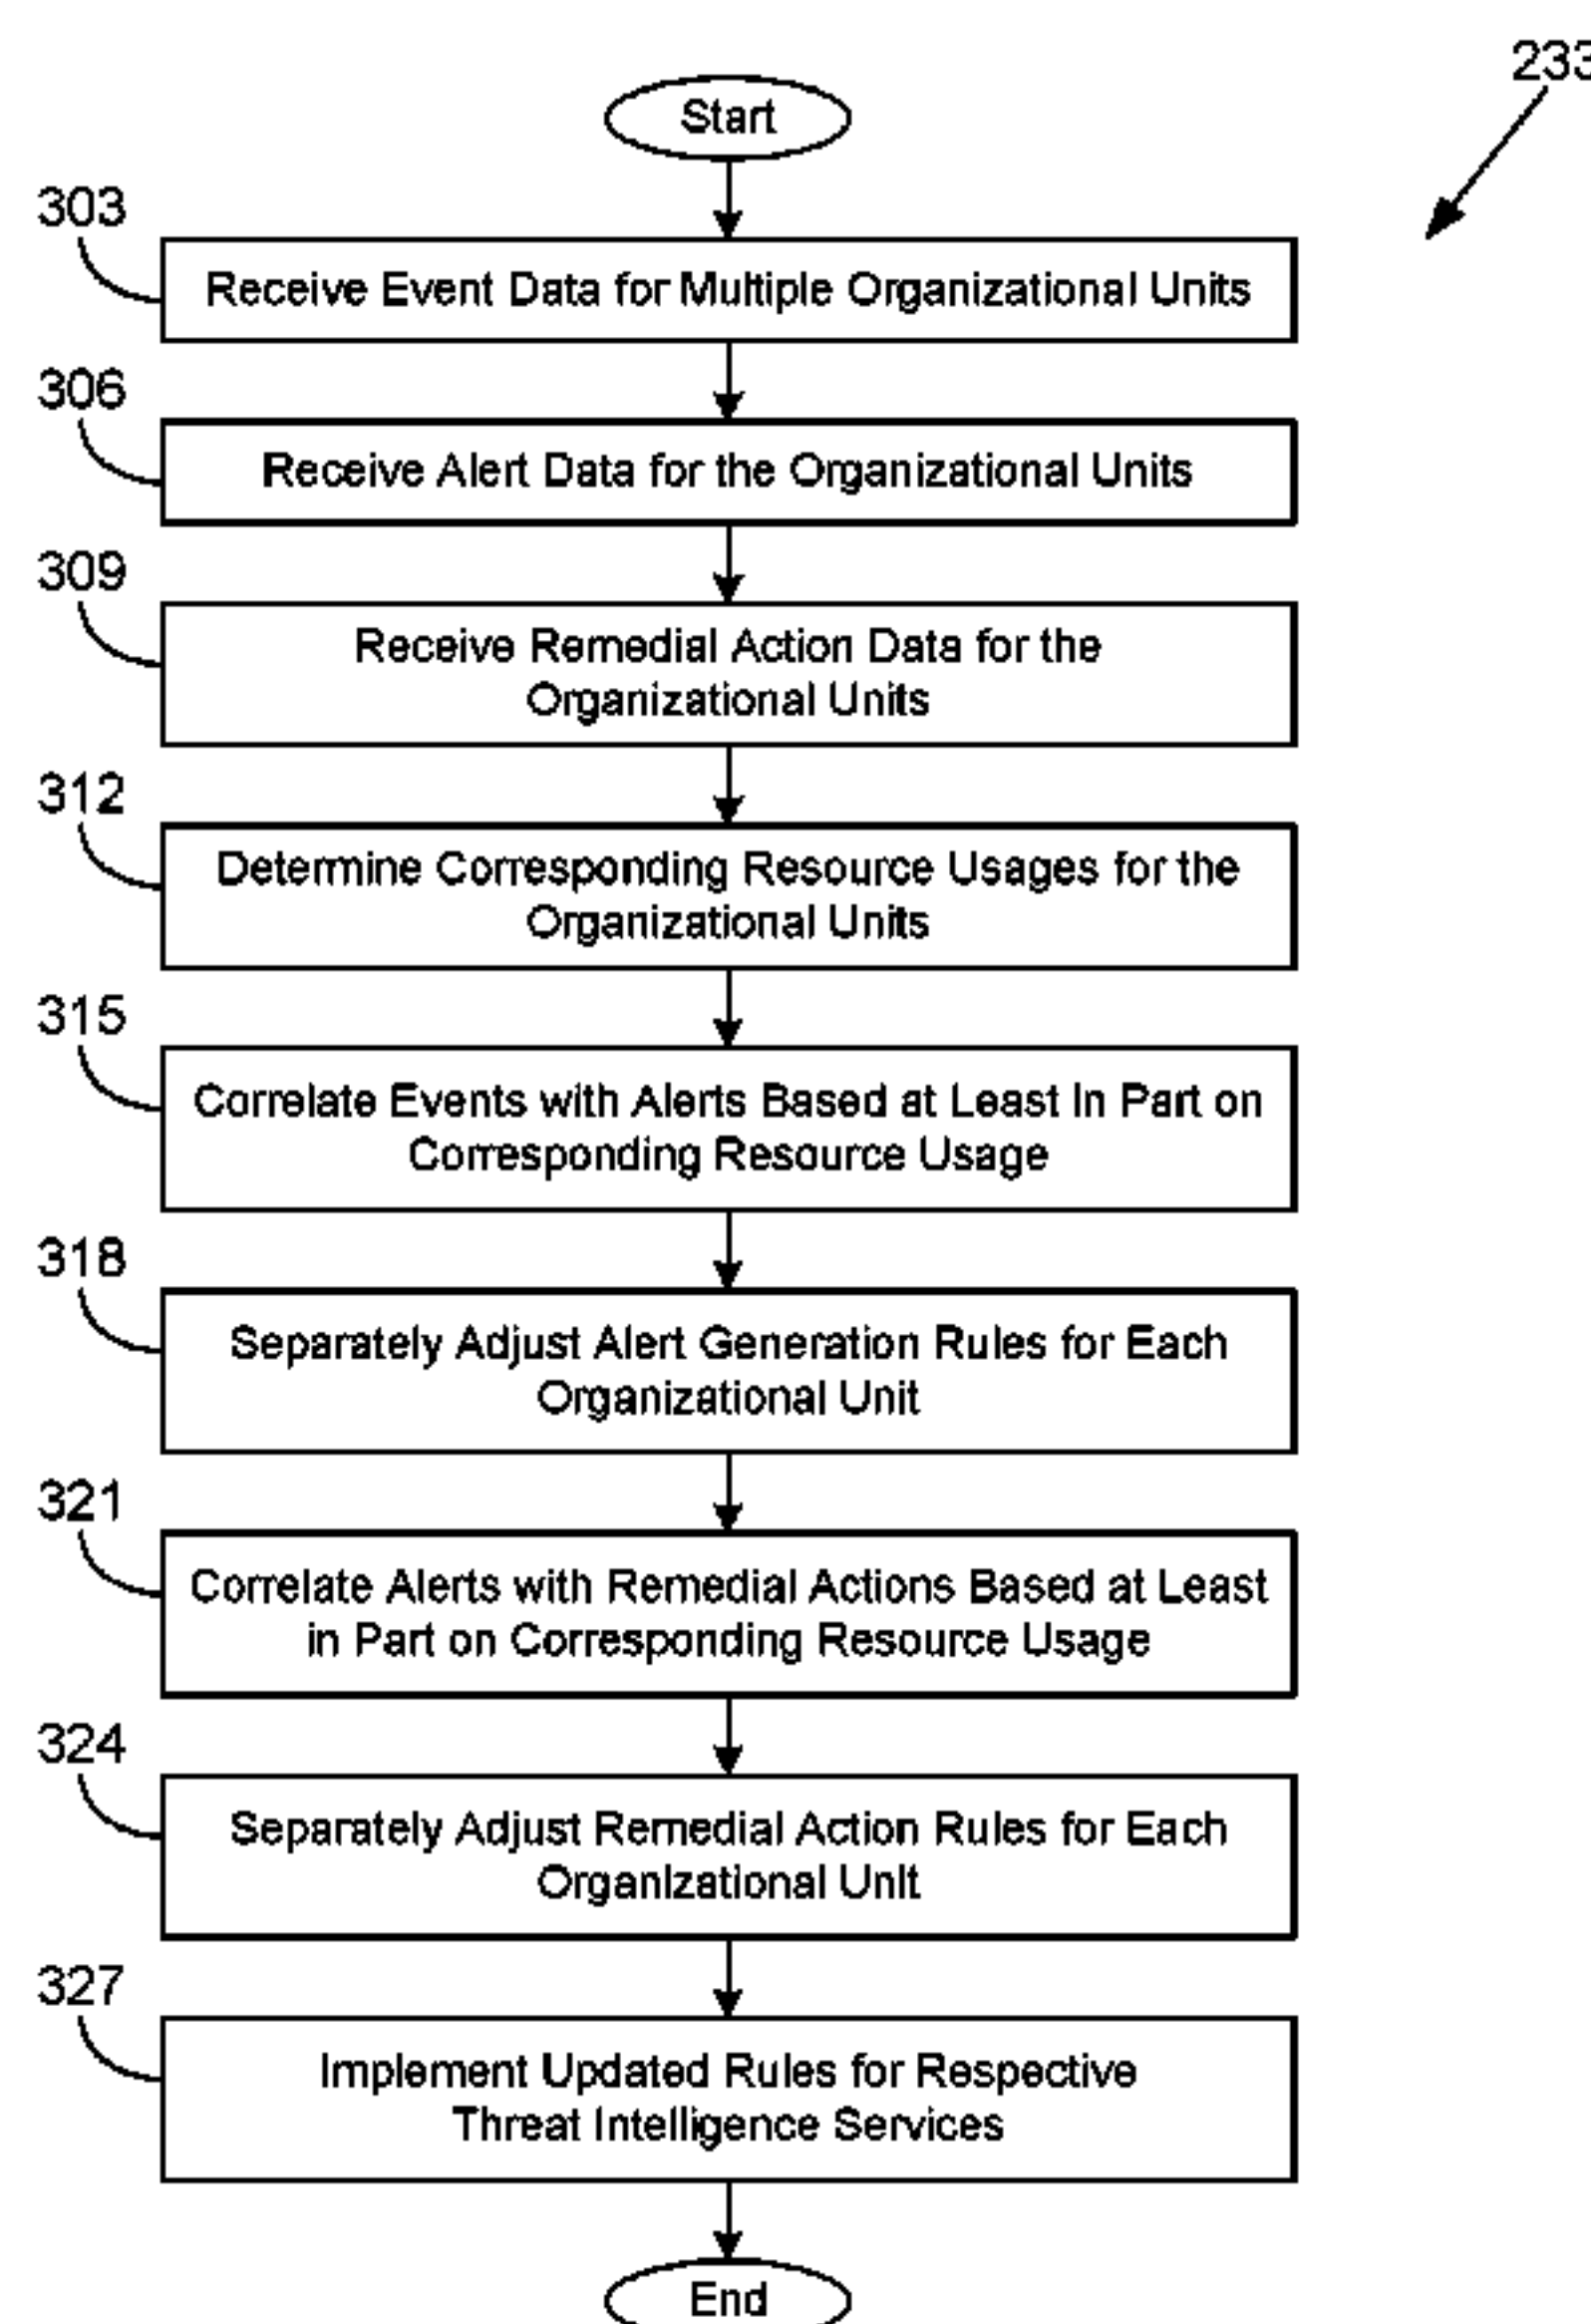 233
Start
303
Receive Event Data for Multiple Organizational Units
306
Receive Alert Data for the Organizational Units
309
Receive Remedial Action Data for the
Organizational Units
312
Determine Corresponding Resource Usages for the
Organizational Units
315
Correlate Events with Alerts Based at Least In Part on
Corresponding Resource Usage
318
Separately Adjust Alert Generation Rules for Each
Organizational Unit
321
Correlate Alerts with Remedial Actions Based at Least
in Part on Corresponding Resource Usage
324
Separately Adjust Remedial Action Rules for Each
Organizational Unit
327
Implement Updated Rules for Respective
Threat Intelligence Services
End